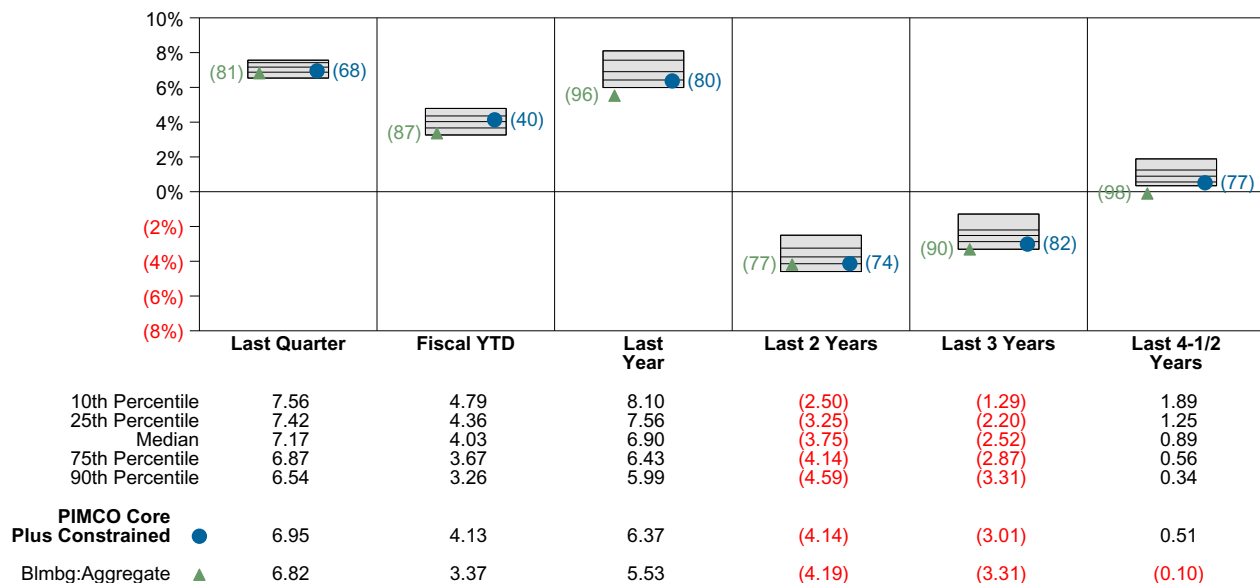 10%
8%
6%
4%
2%
0%
(2%)
(4%)
(6%)
(8%)
(81) (68)
(87) (40)
(96) (80)
(77) (74)
(90) (82)
(98) (77)
Last Quarter Fiscal YTD Last Year Last 2 Years Last 3 Years Last 4-1/2 Years
10th Percentile 7.56 4.79 8.10 (2.50) (1.29) 1.89
25th Percentile 7.42 4.36 7.56 (3.25) (2.20) 1.25
Median 7.17 4.03 6.90 (3.75) (2.52) 0.89
75th Percentile 6.87 3.67 6.43 (4.14) (2.87) 0.56
90th Percentile 6.54 3.26 5.99 (4.59) (3.31) 0.34
PIMCO Core
Plus Constrained 6.95 4.13 6.37 (4.14) (3.01) 0.51
Blmbg:Aggregate 6.82 3.37 5.53 (4.19) (3.31) (0.10)